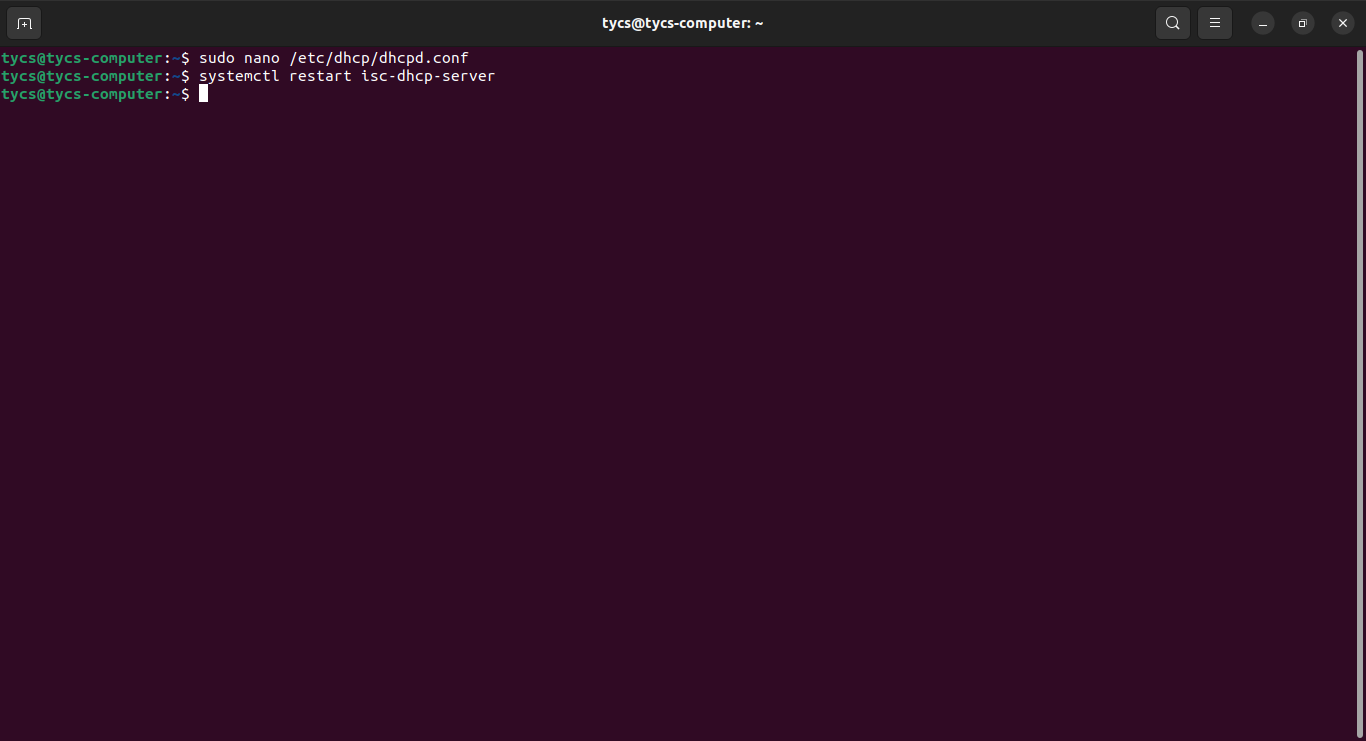 tycs@tycs-computer: ~
tycs@tycs-computer:~$ sudo nano /etc/dhcp/dhcpd.conf
tycs@tycs-computer:~$ systemctl restart isc-dhcp-server
tycs@tycs-computer:~$